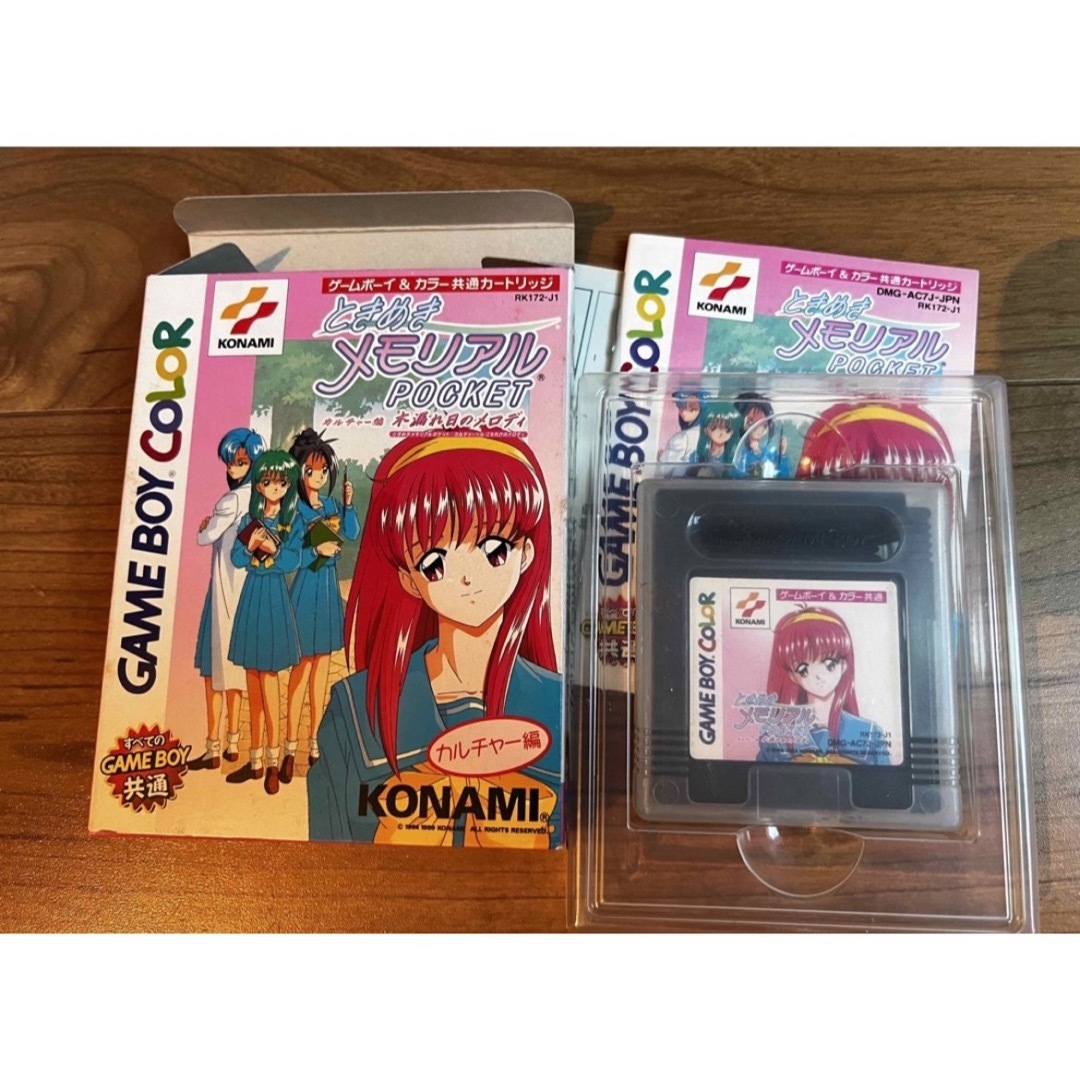 ゲームボーイ & カラー共通カートリッジ
RK172-J1
KONAMI
ときめき
メモリアル®
POCKET
カルチャー編 木漏れ日のメロディ
GAME BOY COLOR
すべての
GAME BOY
共通
カルチャー編
KONAMI®
© 1994 1999 KONAMI ALL RIGHTS RESERVED.
ゲームボーイ & カラー共通カートリッジ
DMG-AC7J-JPN
RK172-J1
KONAMI
ときめき
メモリアル
POCKET
GAME BOY COLOR
共通
ゲームボーイ & カラー共通
KONAMI
GAME BOY COLOR
ときめき
メモリアル
RK172-J1
DMG-AC7J-JPN